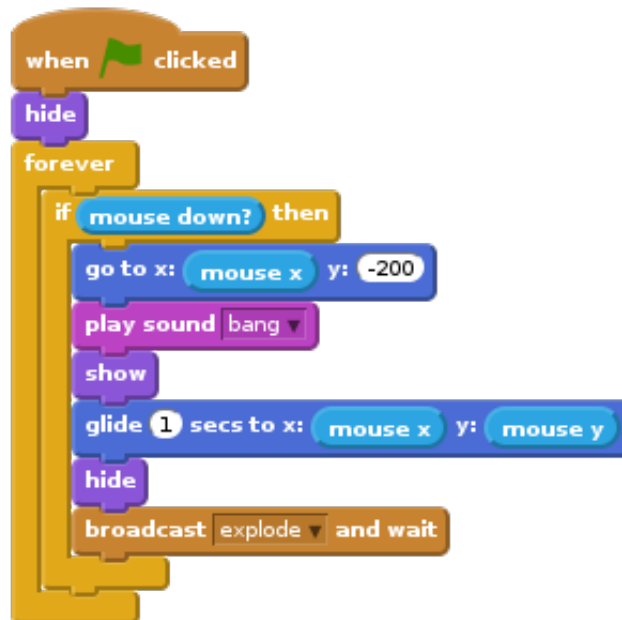 when clicked
hide
forever
if mouse down? then
go to x: mouse x y: -200
play sound bang
show
glide 1 secs to x: mouse x y: mouse y
hide
broadcast explode and wait